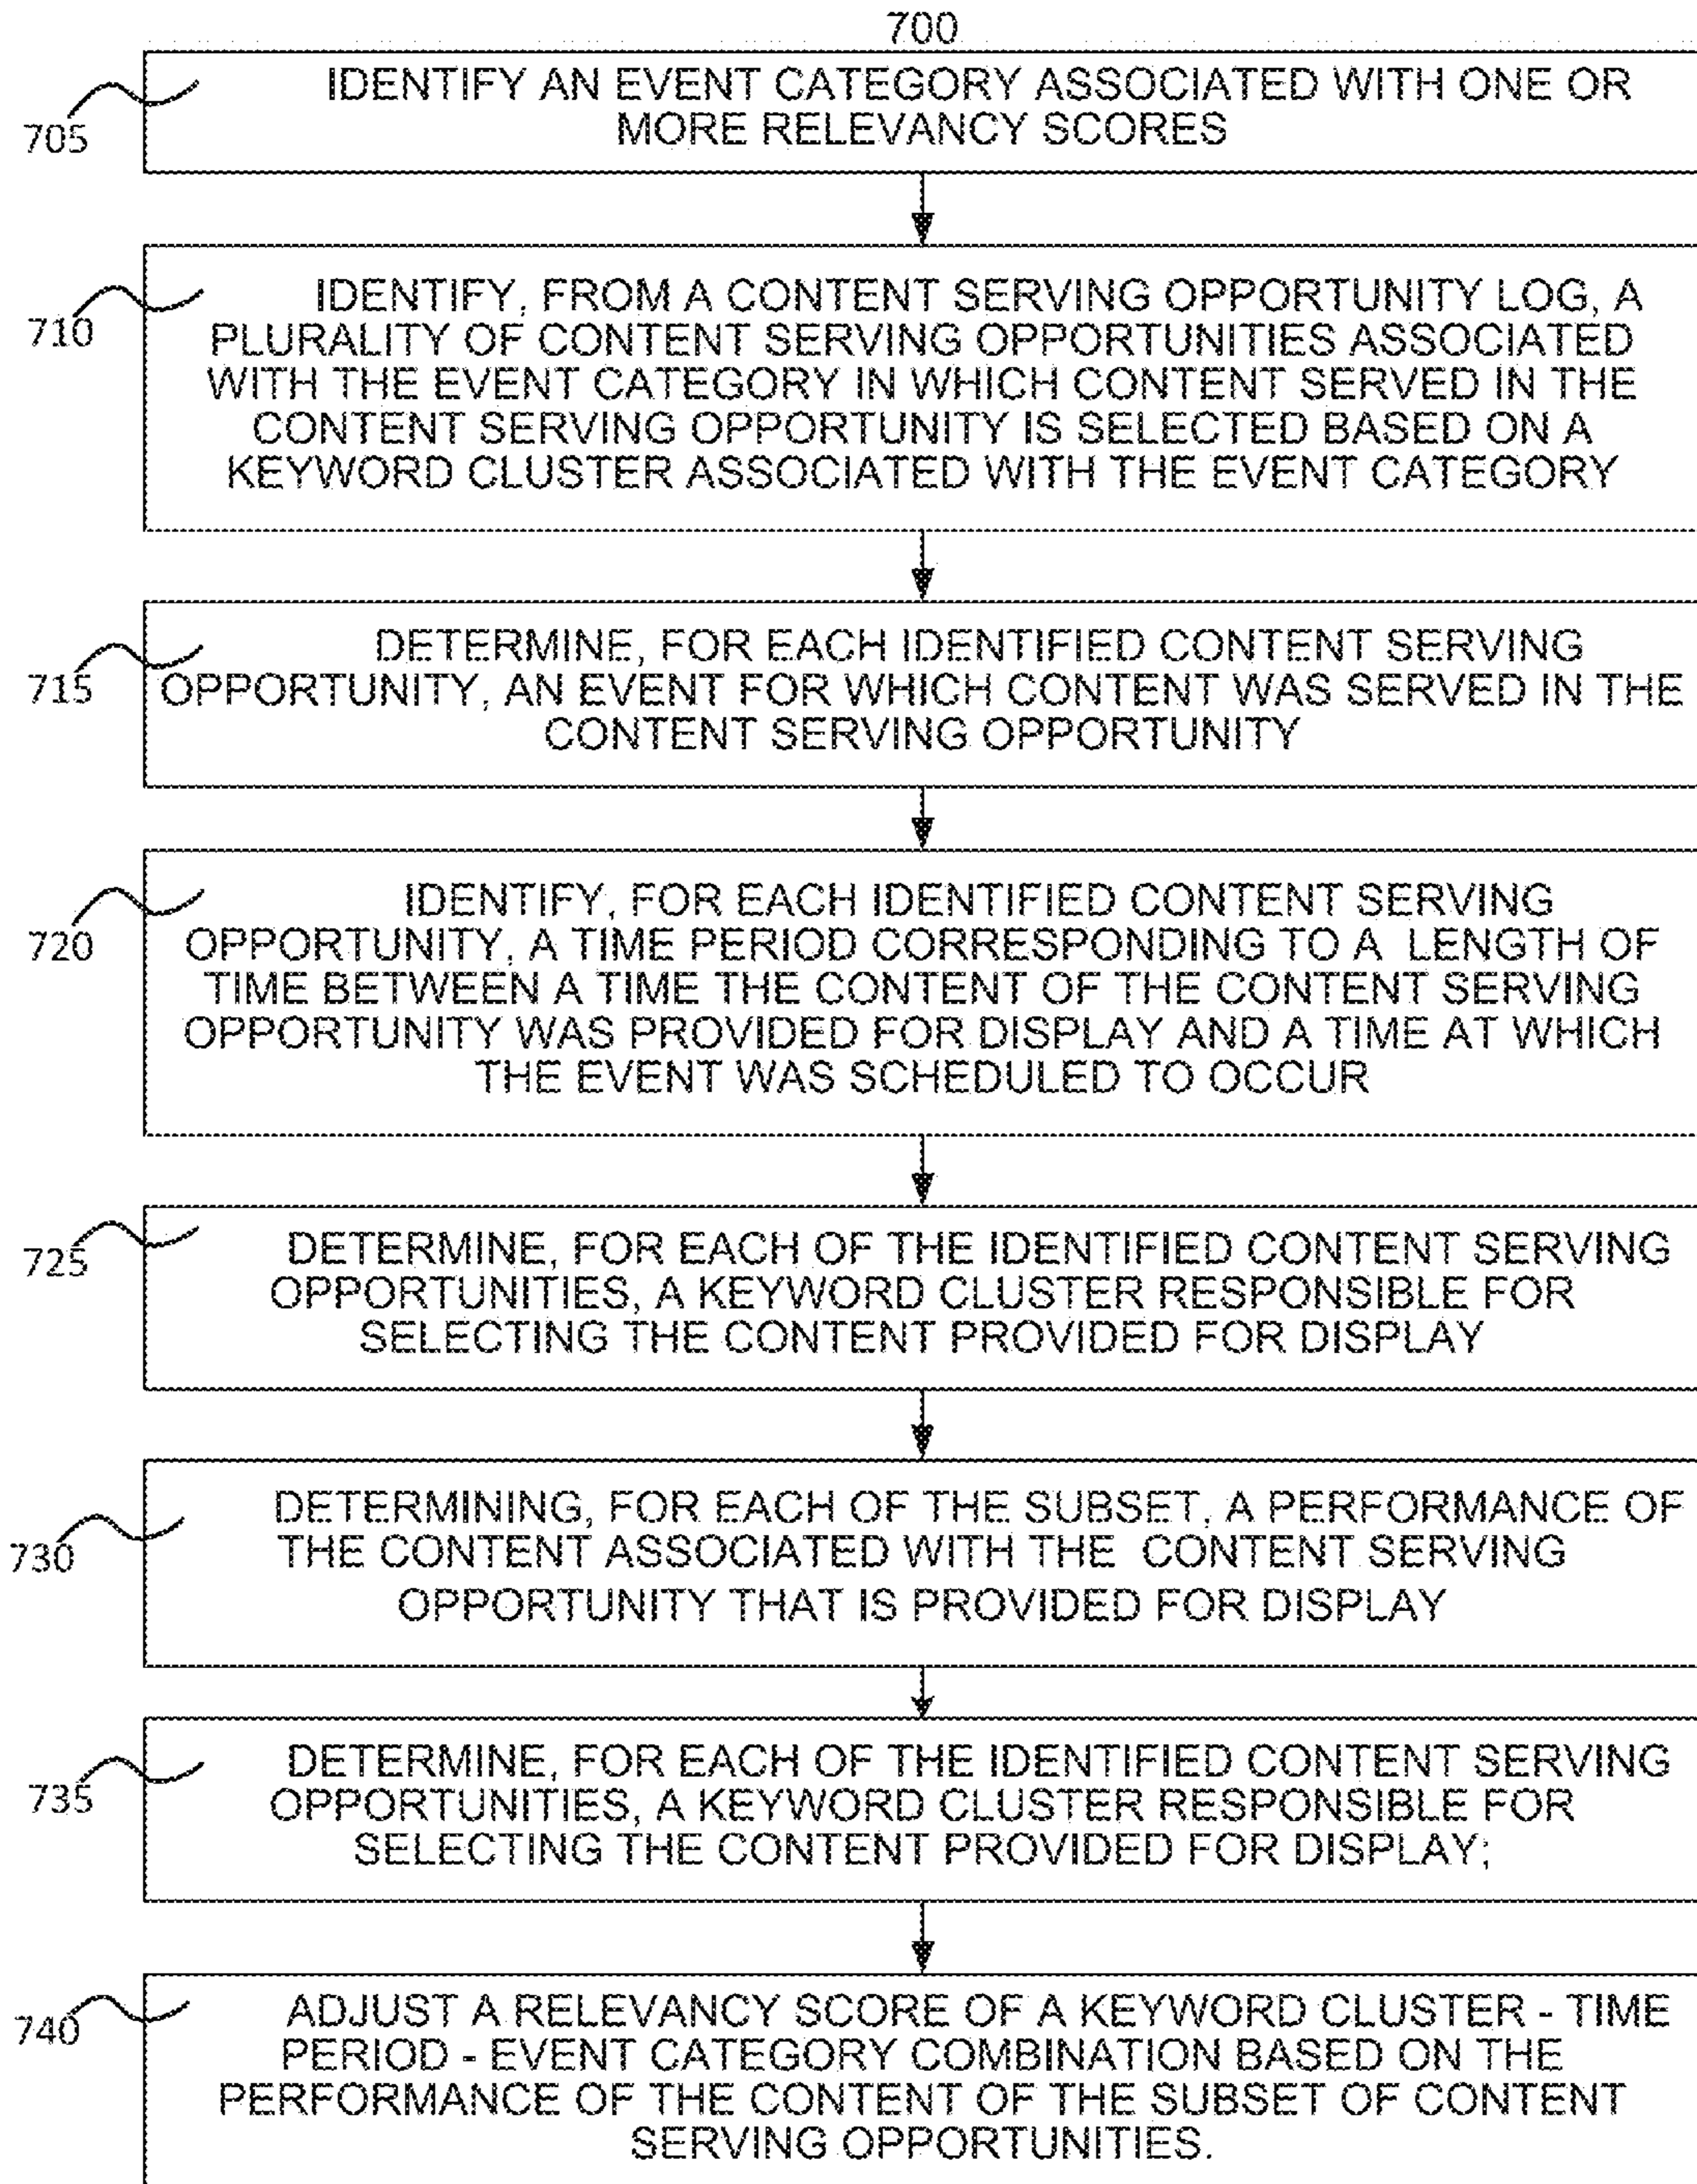 700
705
IDENTIFY AN EVENT CATEGORY ASSOCIATED WITH ONE OR
MORE RELEVANCY SCORES
710
IDENTIFY, FROM A CONTENT SERVING OPPORTUNITY LOG, A
PLURALITY OF CONTENT SERVING OPPORTUNITIES ASSOCIATED
WITH THE EVENT CATEGORY IN WHICH CONTENT SERVED IN THE
CONTENT SERVING OPPORTUNITY IS SELECTED BASED ON A
KEYWORD CLUSTER ASSOCIATED WITH THE EVENT CATEGORY
715
DETERMINE, FOR EACH IDENTIFIED CONTENT SERVING
OPPORTUNITY, AN EVENT FOR WHICH CONTENT WAS SERVED IN THE
CONTENT SERVING OPPORTUNITY
720
IDENTIFY, FOR EACH IDENTIFIED CONTENT SERVING
OPPORTUNITY, A TIME PERIOD CORRESPONDING TO A LENGTH OF
TIME BETWEEN A TIME THE CONTENT OF THE CONTENT SERVING
OPPORTUNITY WAS PROVIDED FOR DISPLAY AND A TIME AT WHICH
THE EVENT WAS SCHEDULED TO OCCUR
725
DETERMINE, FOR EACH OF THE IDENTIFIED CONTENT SERVING
OPPORTUNITIES, A KEYWORD CLUSTER RESPONSIBLE FOR
SELECTING THE CONTENT PROVIDED FOR DISPLAY
730
DETERMINING, FOR EACH OF THE SUBSET, A PERFORMANCE OF
THE CONTENT ASSOCIATED WITH THE CONTENT SERVING
OPPORTUNITY THAT IS PROVIDED FOR DISPLAY
735
DETERMINE, FOR EACH OF THE IDENTIFIED CONTENT SERVING
OPPORTUNITIES, A KEYWORD CLUSTER RESPONSIBLE FOR
SELECTING THE CONTENT PROVIDED FOR DISPLAY;
740
ADJUST A RELEVANCY SCORE OF A KEYWORD CLUSTER - TIME
PERIOD - EVENT CATEGORY COMBINATION BASED ON THE
PERFORMANCE OF THE CONTENT OF THE SUBSET OF CONTENT
SERVING OPPORTUNITIES.